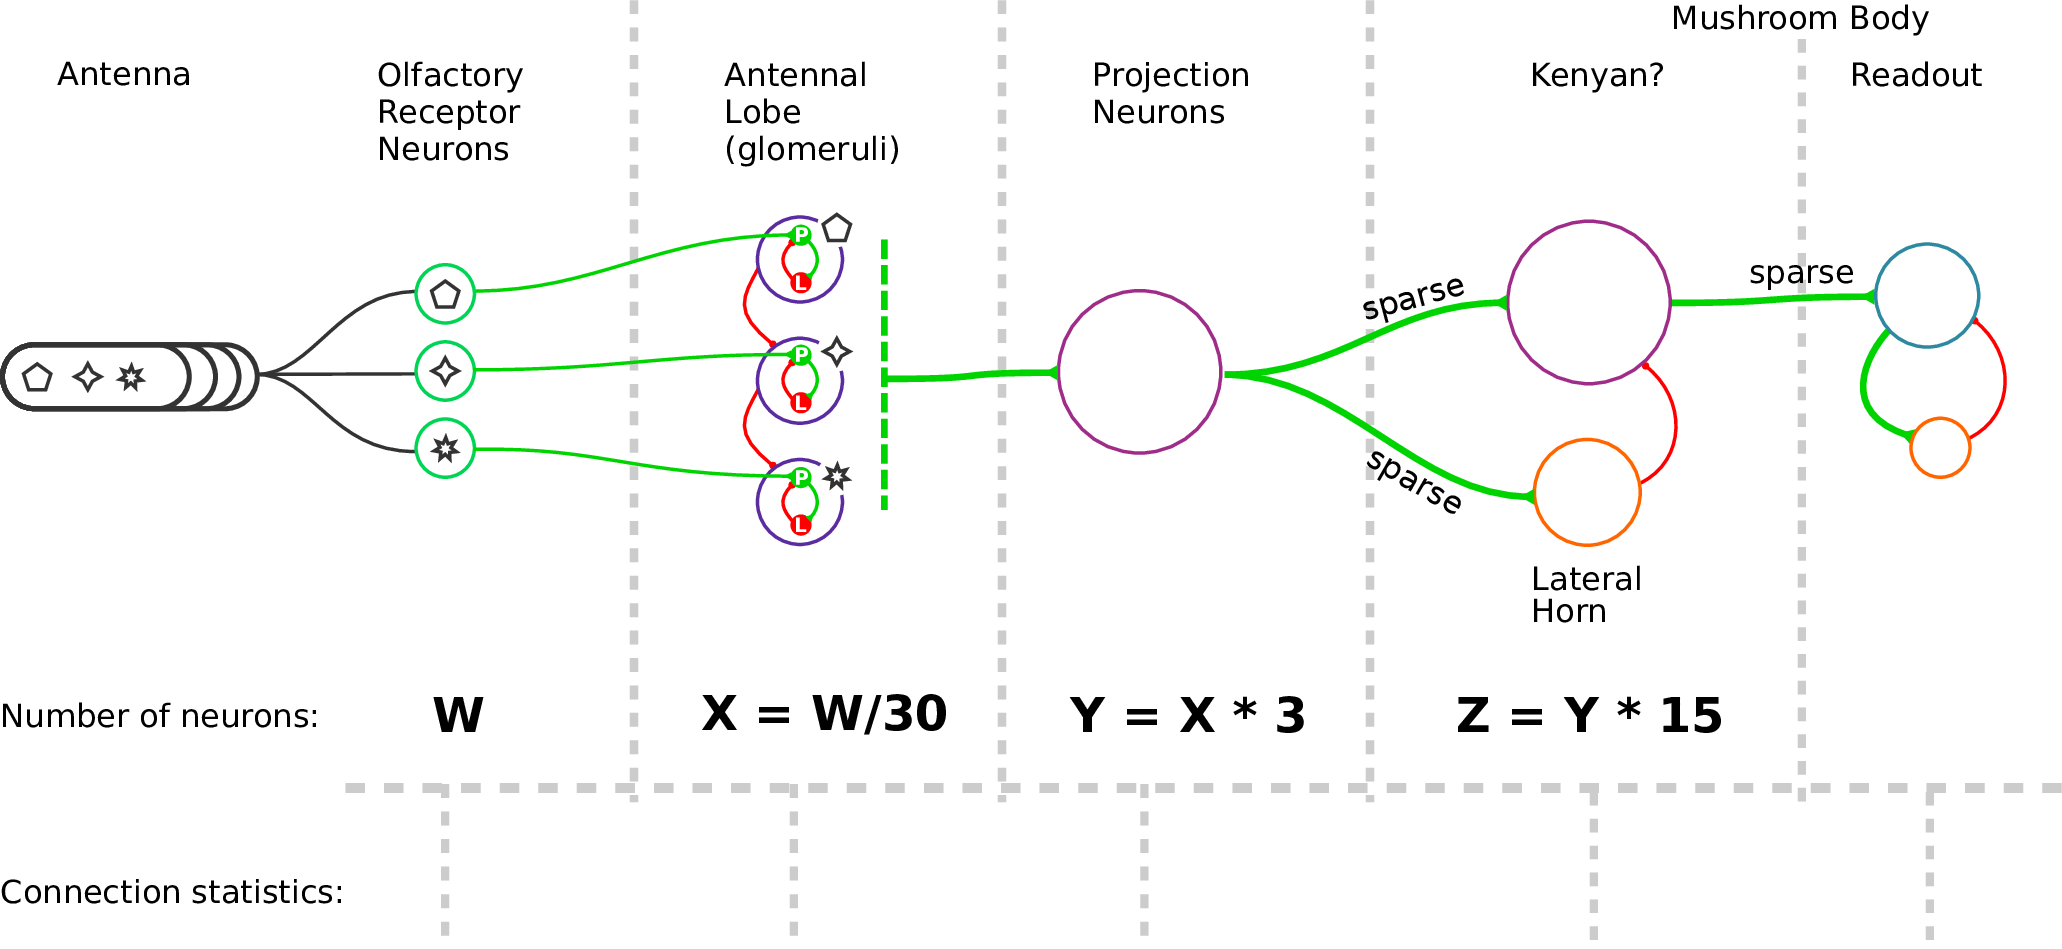 Mushroom Body
Antenna
Olfactory
Receptor
Neurons
Antennal
Lobe
(glomeruli)
Projection
Neurons
Kenyan?
Readout
P
L
P
L
P
L
sparse
sparse
sparse
Lateral
Horn
Number of neurons:
W
X = W/30
Y = X * 3
Z = Y * 15
Connection statistics: